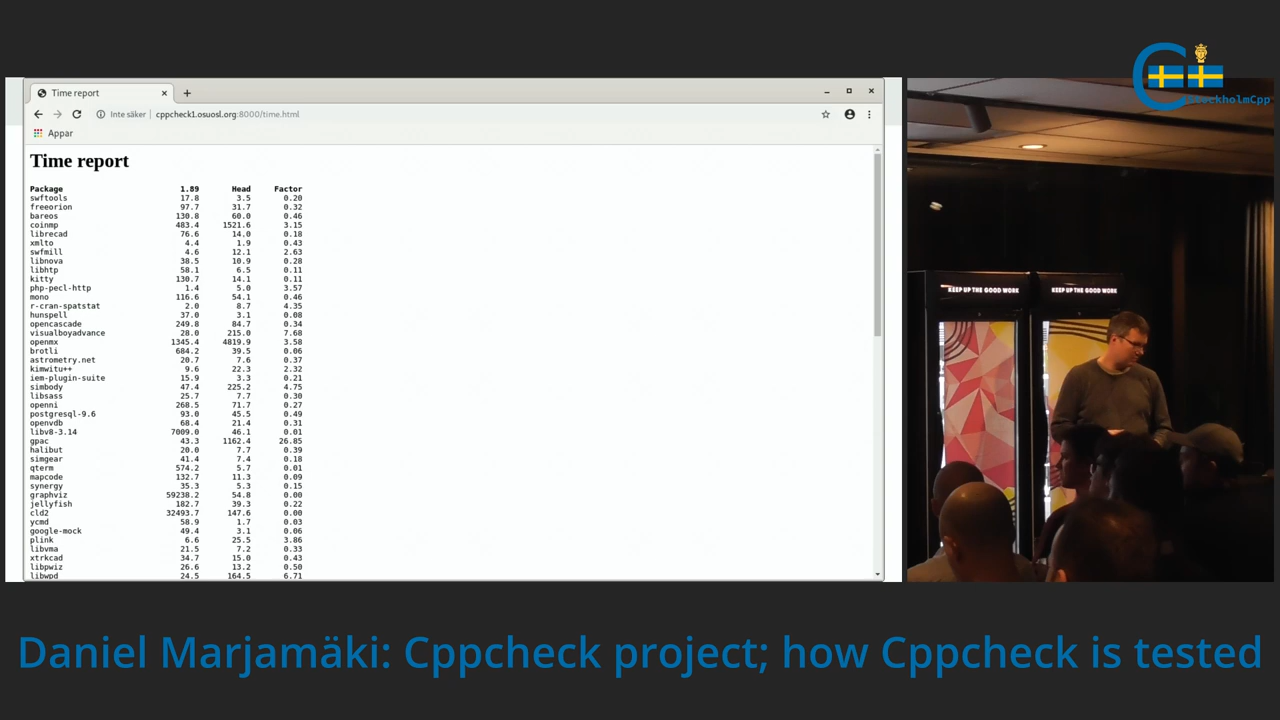 Time report
Inte säker
cppcheck1.osuosl.org:8000/time.html
Appar
Time report
Package 1.89 Head Factor
swftools 17.8 3.5 0.20
freeorion 97.7 31.7 0.32
bareos 130.8 60.0 0.46
coinmp 483.4 1521.6 3.15
librecad 76.6 14.0 0.18
xmlto 4.4 1.9 0.43
swfmill 4.6 12.1 2.63
libnova 38.5 10.9 0.28
libhtp 58.1 6.5 0.11
kitty 130.7 14.1 0.11
php-pecl-http 1.4 5.0 3.57
mono 116.6 54.1 0.46
r-cran-spatstat 2.0 8.7 4.35
hunspell 37.0 3.1 0.08
opencascade 249.8 84.7 0.34
visualboyadvance 28.0 215.0 7.68
openmx 1345.4 4819.9 3.58
brotli 684.2 39.5 0.06
astrometry.net 20.7 7.6 0.37
kimwitu++ 9.6 22.3 2.32
iem-plugin-suite 15.9 3.3 0.21
simbody 47.4 225.2 4.75
libsass 25.7 7.7 0.30
openni 268.5 71.7 0.27
postgresql-9.6 93.0 45.5 0.49
openvdb 68.4 21.4 0.31
libv8-3.14 7009.0 46.1 0.01
gpac 43.3 1162.4 26.85
halibut 20.0 7.7 0.39
simgear 41.4 7.4 0.18
qterm 574.2 5.7 0.01
mapcode 132.7 11.3 0.09
synergy 35.3 5.3 0.15
graphviz 59238.2 54.8 0.00
jellyfish 182.7 39.3 0.22
cld2 32493.7 147.6 0.00
ycmd 58.9 1.7 0.03
google-mock 49.4 3.1 0.06
plink 6.6 25.5 3.86
libvma 21.5 7.2 0.33
xtrkcad 34.7 15.0 0.43
libpwiz 26.6 13.2 0.50
libwpd 24.5 164.5 6.71
StockholmCpp
KEEP UP THE GOOD WORK
KEEP UP THE GOOD WORK
Daniel Marjamäki: Cppcheck project; how Cppcheck is tested